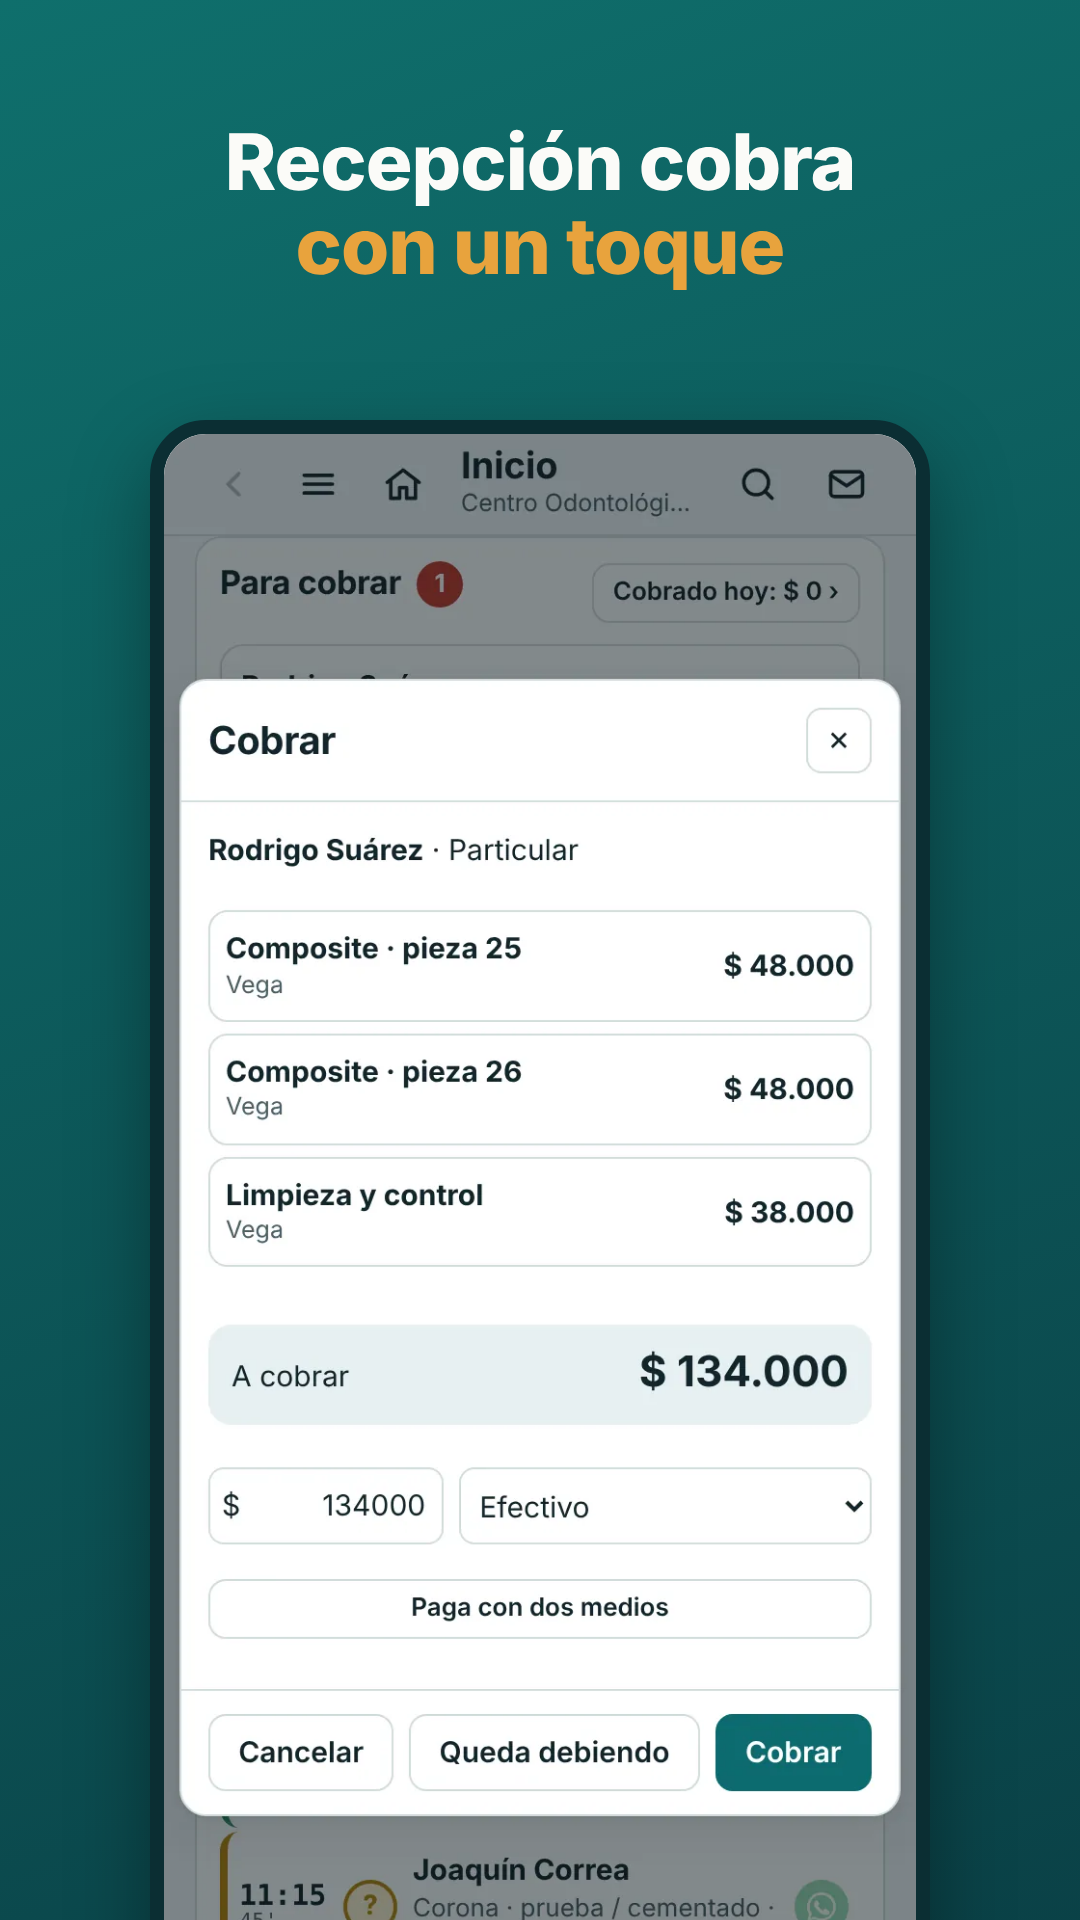 Recepción cobra
con un toque
Inicio
Centro Odontológi...
Para cobrar 1
Cobrado hoy: $ 0 ›
Cobrar
×
Rodrigo Suárez · Particular
Composite · pieza 25
Vega
$ 48.000
Composite · pieza 26
Vega
$ 48.000
Limpieza y control
Vega
$ 38.000
A cobrar
$ 134.000
$ 134000
Efectivo
Paga con dos medios
Cancelar
Queda debiendo
Cobrar
11:15
45'
?
Joaquín Correa
Corona · prueba / cementado ·